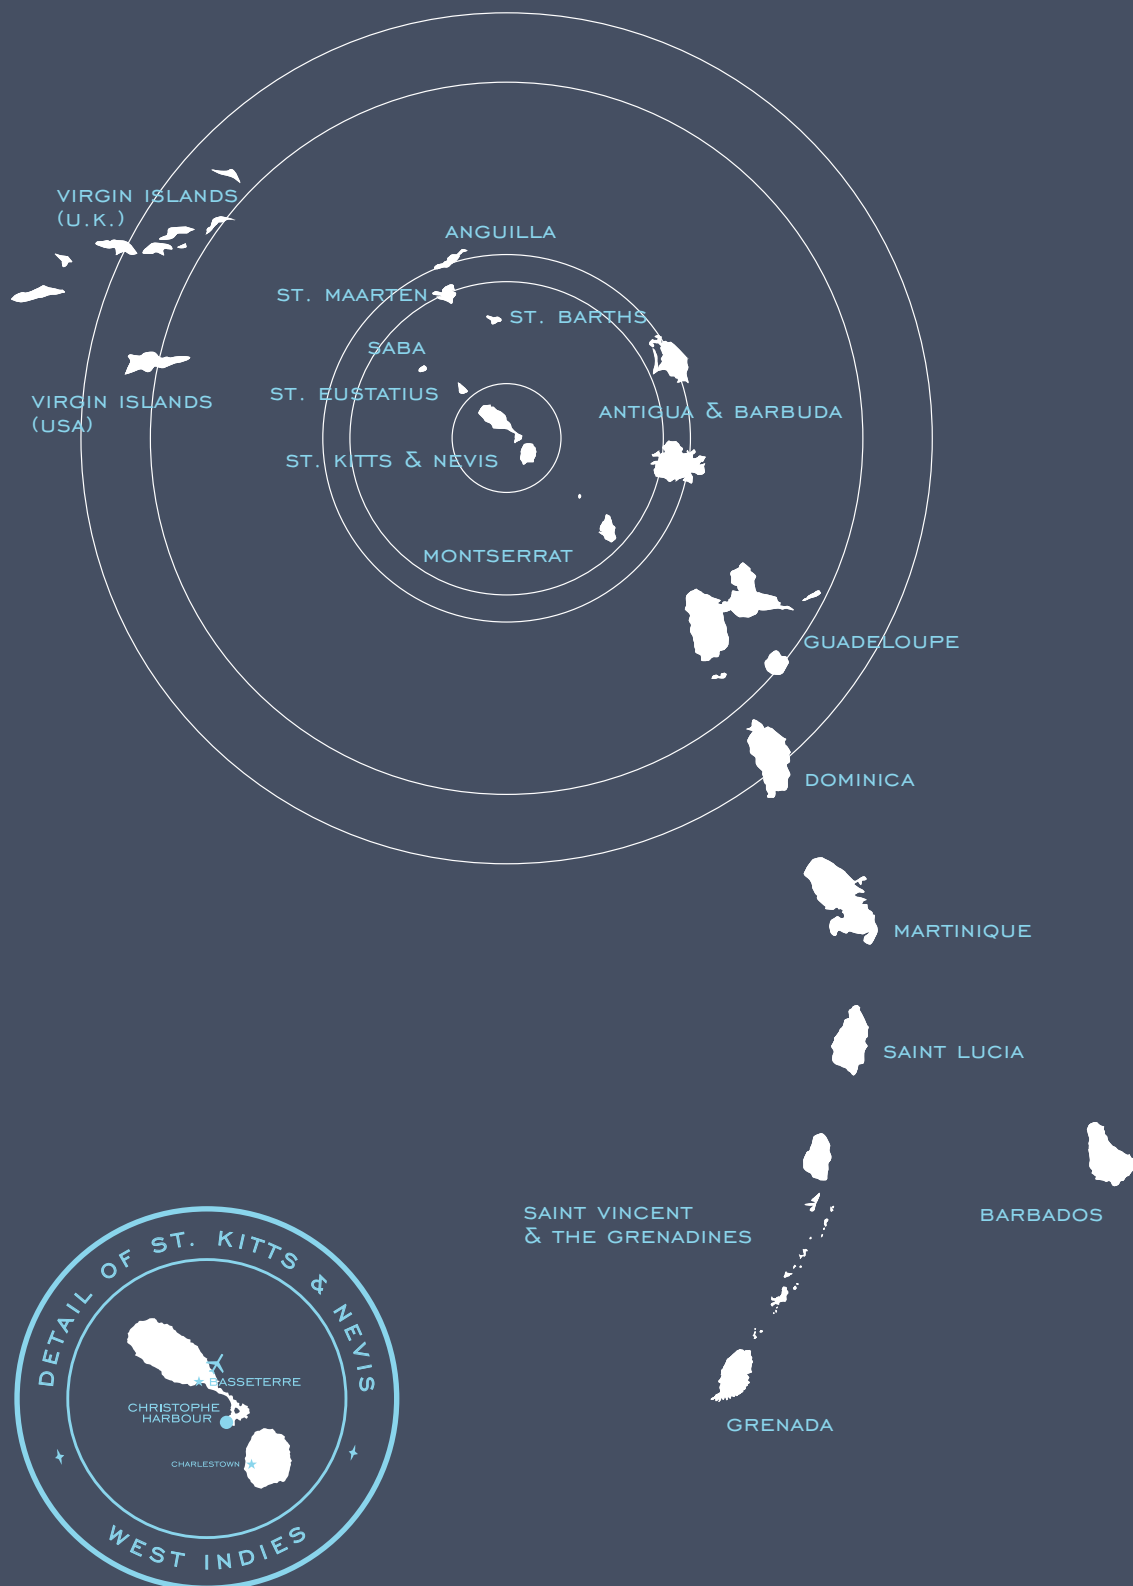 VIRGIN ISLANDS
(U.K.)
ANGUILLA
ST. MAARTEN
ST. BARTHS
SABA
ST. EUSTATIUS
VIRGIN ISLANDS
(USA)
ANTIGUA & BARBUDA
ST. KITTS & NEVIS
MONTSERRAT
GUADELOUPE
DOMINICA
MARTINIQUE
SAINT LUCIA
SAINT VINCENT
& THE GRENADINES
BARBADOS
GRENADA
DETAIL OF ST. KITTS & NEVIS
BASSETERRE
CHRISTOPHE
HARBOUR
CHARLESTOWN
WEST INDIES